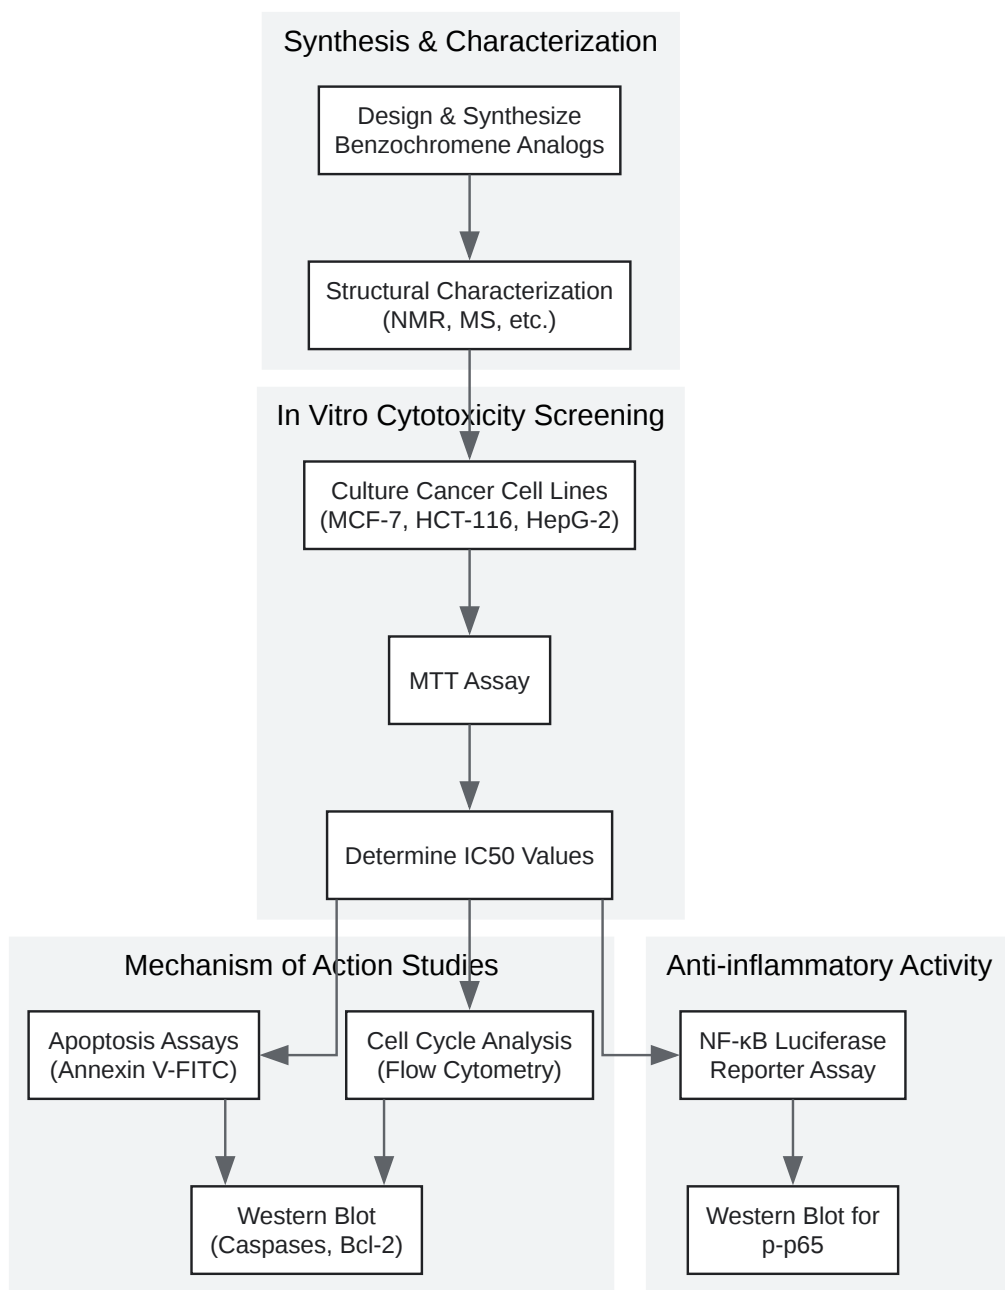 Synthesis & Characterization
Design & Synthesize
Benzochromene Analogs
Structural Characterization
(NMR, MS, etc.)
In Vitro Cytotoxicity Screening
Culture Cancer Cell Lines
(MCF-7, HCT-116, HepG-2)
MTT Assay
Determine IC50 Values
Mechanism of Action Studies
Apoptosis Assays
(Annexin V-FITC)
Cell Cycle Analysis
(Flow Cytometry)
Western Blot
(Caspases, Bcl-2)
Anti-inflammatory Activity
NF-κB Luciferase
Reporter Assay
Western Blot for
p-p65